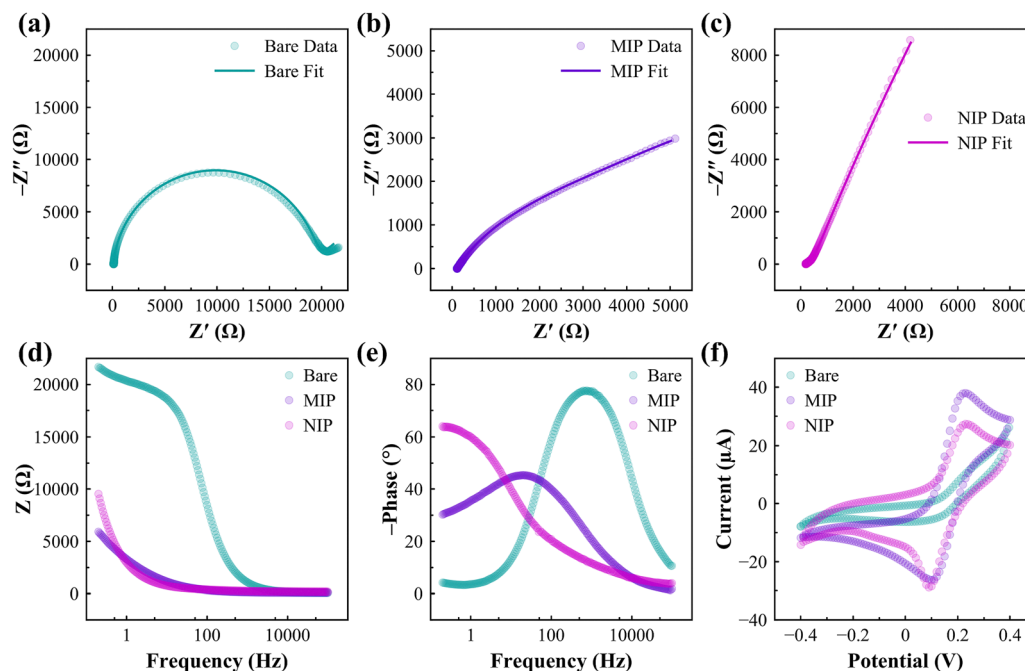 (a)
20000
15000
10000
5000
0
−Z″ (Ω)
Bare Data
Bare Fit
0 5000 10000 15000 20000
Z′ (Ω)
(b)
5000
4000
3000
2000
1000
0
−Z″ (Ω)
MIP Data
MIP Fit
0 1000 2000 3000 4000 5000
Z′ (Ω)
(c)
8000
6000
4000
2000
0
−Z″ (Ω)
NIP Data
NIP Fit
0 2000 4000 6000 8000
Z′ (Ω)
(d)
20000
15000
10000
5000
0
Z (Ω)
Bare
MIP
NIP
1 100 10000
Frequency (Hz)
(e)
80
60
40
20
0
−Phase (°)
Bare
MIP
NIP
1 100 10000
Frequency (Hz)
(f)
40
20
0
−20
−40
Current (μA)
Bare
MIP
NIP
−0.4 −0.2 0 0.2 0.4
Potential (V)